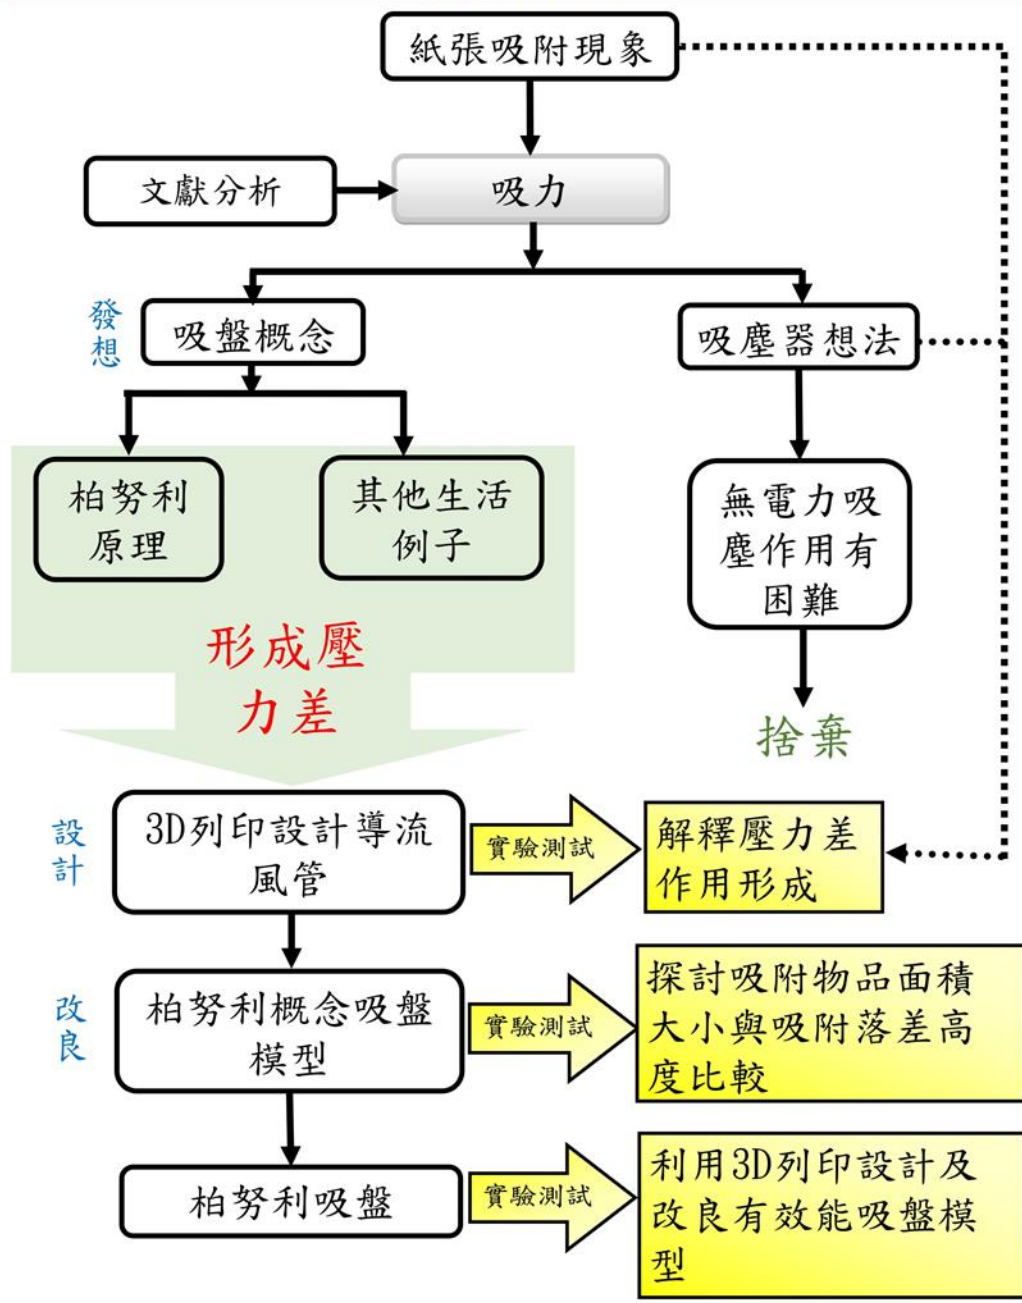 紙張吸附現象
文獻分析
吸力
發
想
吸盤概念
吸塵器想法
柏努利
原理
其他生活
例子
無電力吸
塵作用有
困難
形成壓
力差
捨棄
設
計
3D列印設計導流
風管
實驗測試
解釋壓力差
作用形成
改
良
柏努利概念吸盤
模型
實驗測試
探討吸附物品面積
大小與吸附落差高
度比較
柏努利吸盤
實驗測試
利用3D列印設計及
改良有效能吸盤模
型